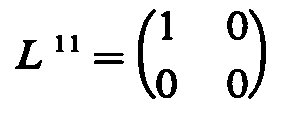 L 11 = (1 0
0 0)